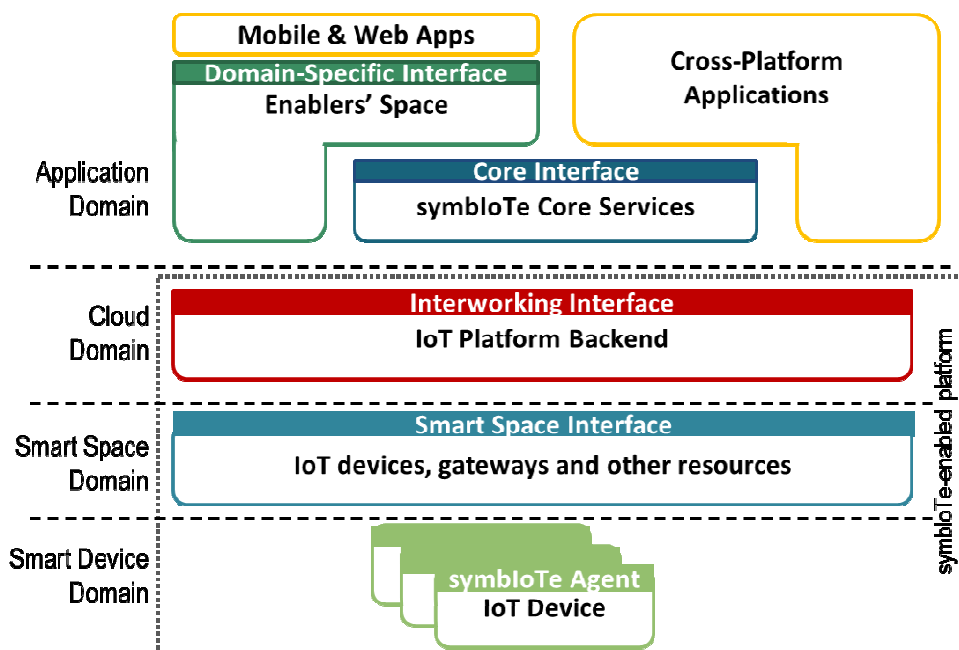 Mobile & Web Apps
Domain-Specific Interface
Enablers' Space
Cross-Platform
Applications
Application
Domain
Core Interface
symbIoTe Core Services
Cloud
Domain
Interworking Interface
IoT Platform Backend
Smart Space
Domain
Smart Space Interface
IoT devices, gateways and other resources
symbIoTe-enabled platform
Smart Device
Domain
symbIoTe Agent
IoT Device